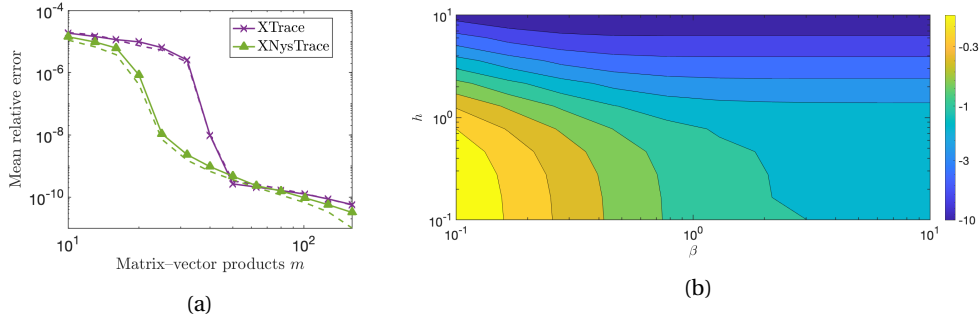 XTrace
XNysTrace
10^-4
10^-6
10^-8
10^-10
Mean relative error
10^1
10^2
Matrix–vector products m
(a)
10^1
10^0
10^-1
h
10^-1
10^0
10^1
β
-0.3
-1
-3
-10
(b)